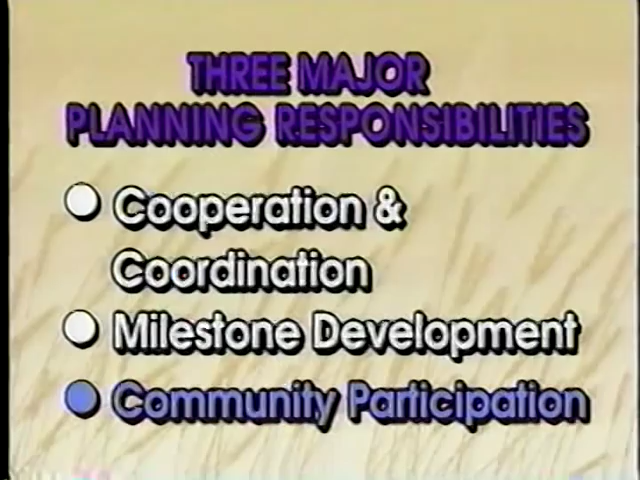 THREE MAJOR
PLANNING RESPONSIBILITIES
Cooperation &
Coordination
Milestone Development
Community Participation